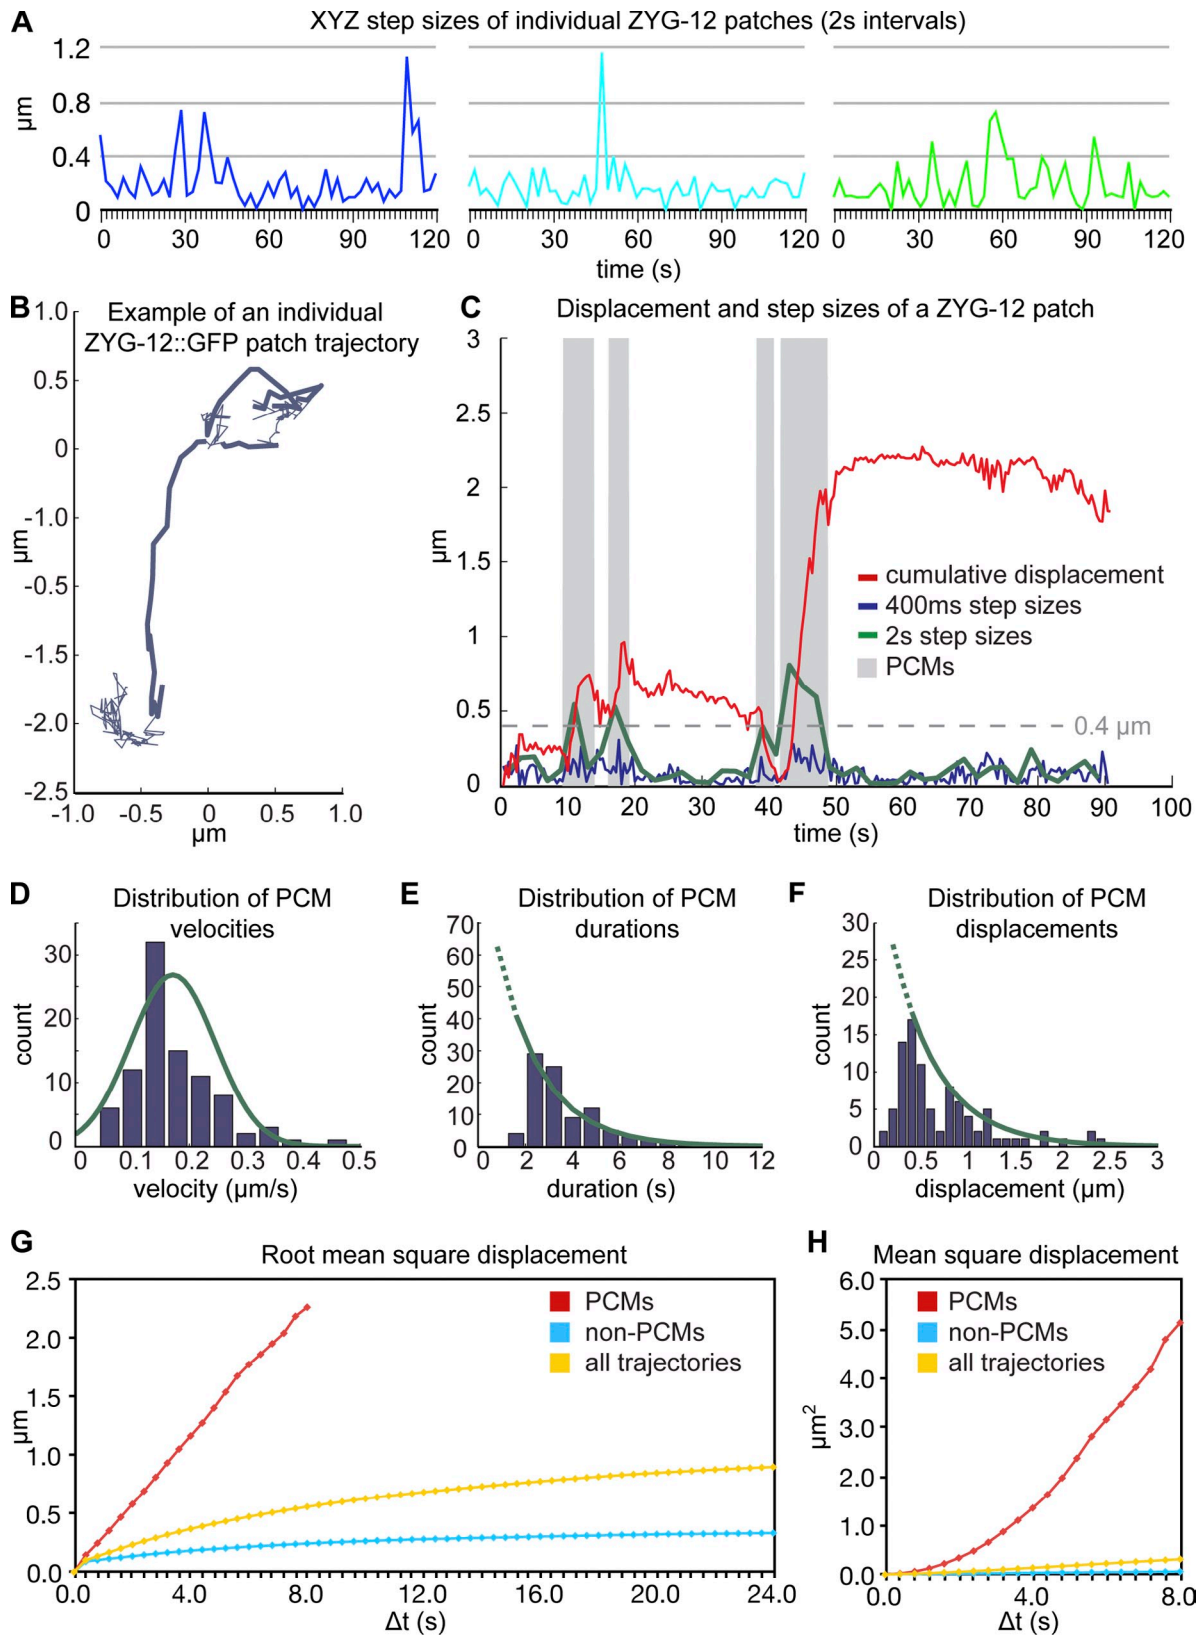 A XYZ step sizes of individual ZYG-12 patches (2s intervals)
µm
1.2
0.8
0.4
0
0 30 60 90 120
0 30 60 90 120
0 30 60 90 120
time (s)
B Example of an individual
ZYG-12::GFP patch trajectory
µm
1.0
0.5
0
-1.0
-0.5
-1.5
-2.0
-2.5
-1.0 -0.5 0 0.5 1.0
µm
C Displacement and step sizes of a ZYG-12 patch
µm
3
2.5
2
1.5
1
0.5
0
cumulative displacement
400ms step sizes
2s step sizes
PCMs
0.4 µm
0 10 20 30 40 50 60 70 80 90 100
time (s)
D Distribution of PCM
velocities
count
30
20
10
0
0 0.1 0.2 0.3 0.4 0.5
velocity (µm/s)
E Distribution of PCM
durations
count
70
60
50
40
30
20
10
0
0 2 4 6 8 10 12
duration (s)
F Distribution of PCM
displacements
count
30
25
20
15
10
5
0
0 0.5 1 1.5 2 2.5 3
displacement (µm)
G Root mean square displacement
µm
2.5
2.0
1.5
1.0
0.5
0.0
PCMs
non-PCMs
all trajectories
0.0 4.0 8.0 12.0 16.0 20.0 24.0
Δt (s)
H Mean square displacement
µm2
6.0
5.0
4.0
3.0
2.0
1.0
0.0
PCMs
non-PCMs
all trajectories
0.0 4.0 8.0
Δt (s)